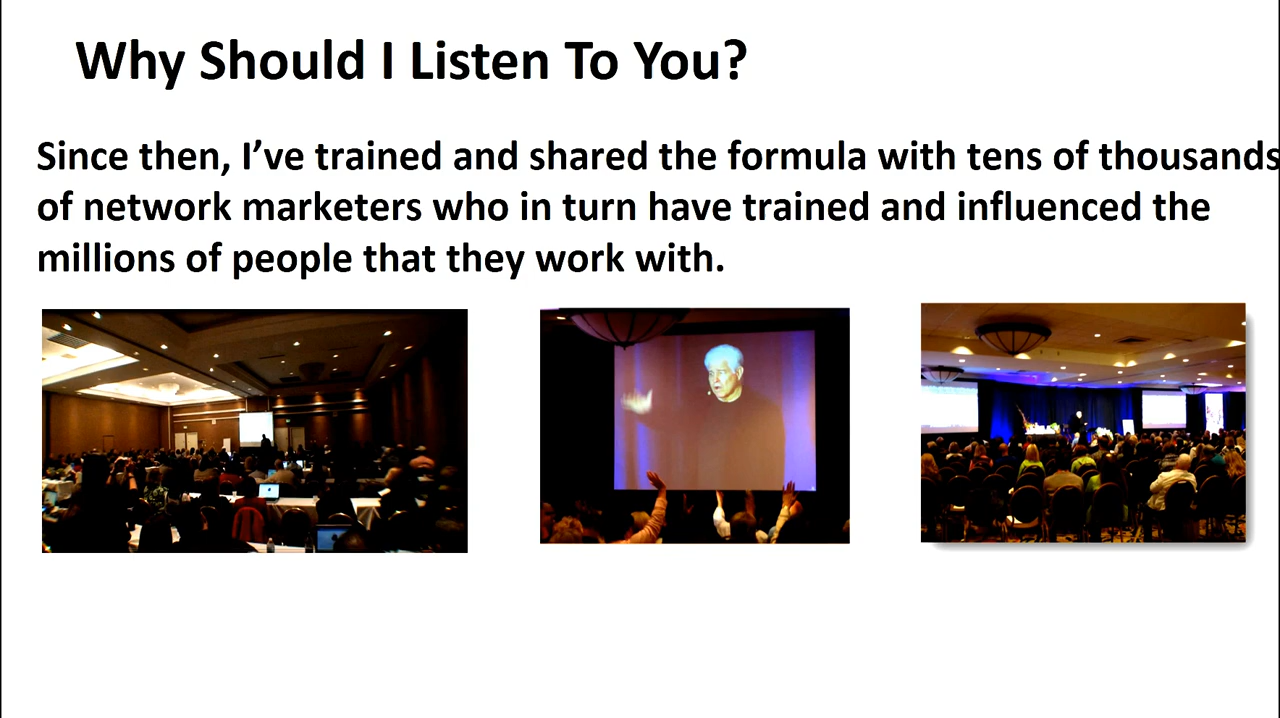 Why Should I Listen To You?
Since then, I’ve trained and shared the formula with tens of thousands
of network marketers who in turn have trained and influenced the
millions of people that they work with.